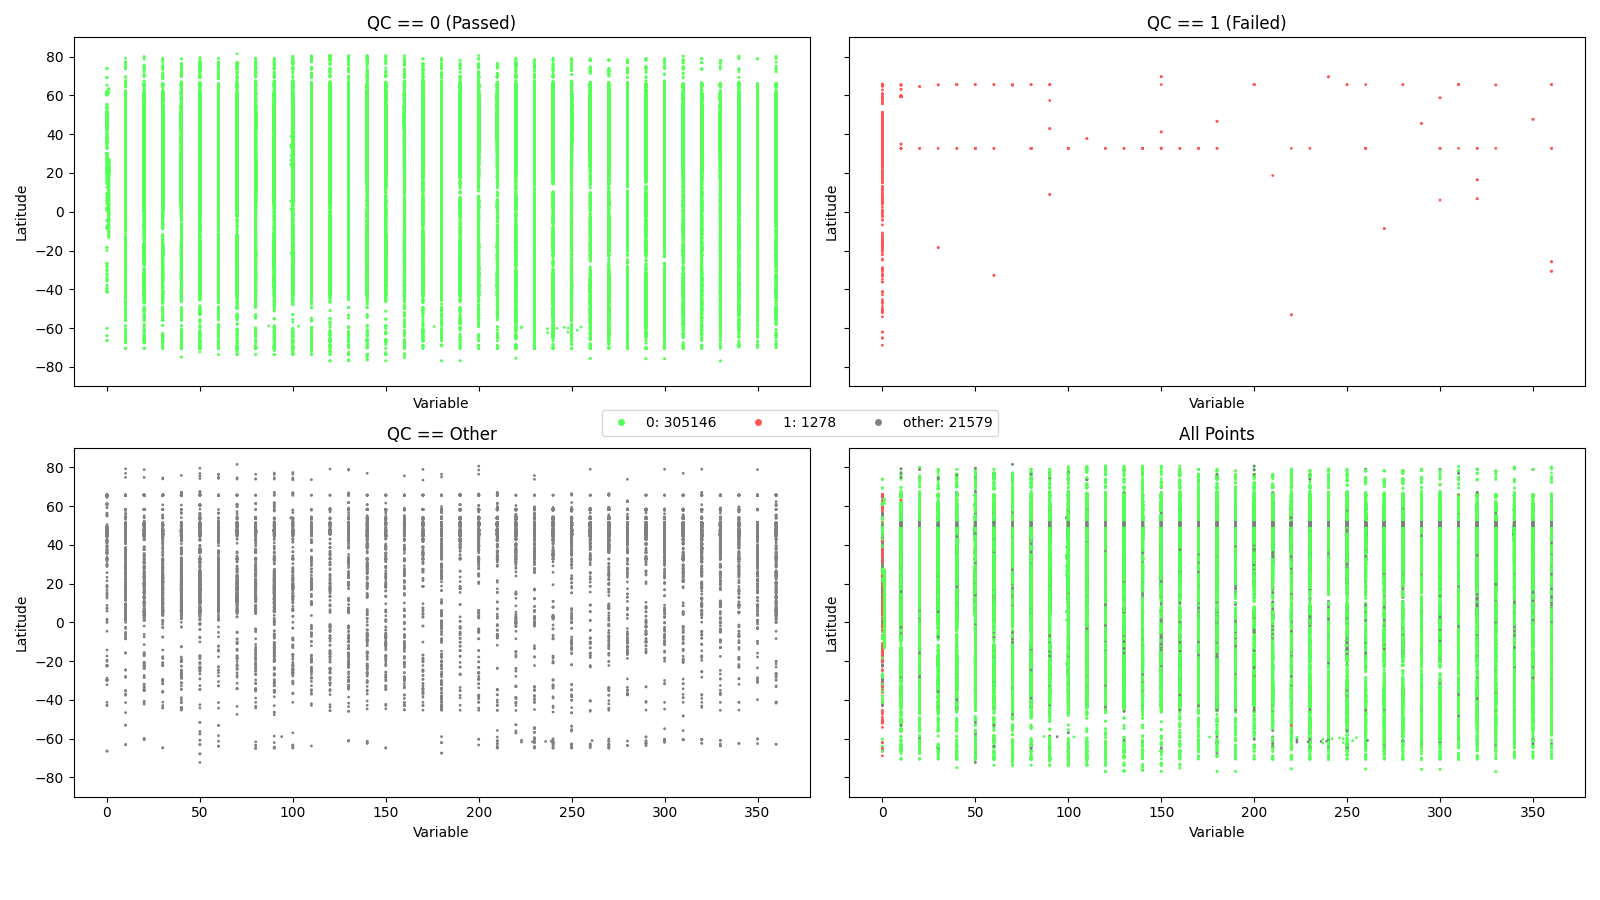 QC == 0 (Passed)
QC == 1 (Failed)
80
60
40
20
0
−20
−40
−60
−80
Latitude
Latitude
Variable
Variable
0: 305146
1: 1278
other: 21579
QC == Other
All Points
80
60
40
20
0
−20
−40
−60
−80
Latitude
0
50
100
150
200
250
300
350
Variable
Latitude
0
50
100
150
200
250
300
350
Variable